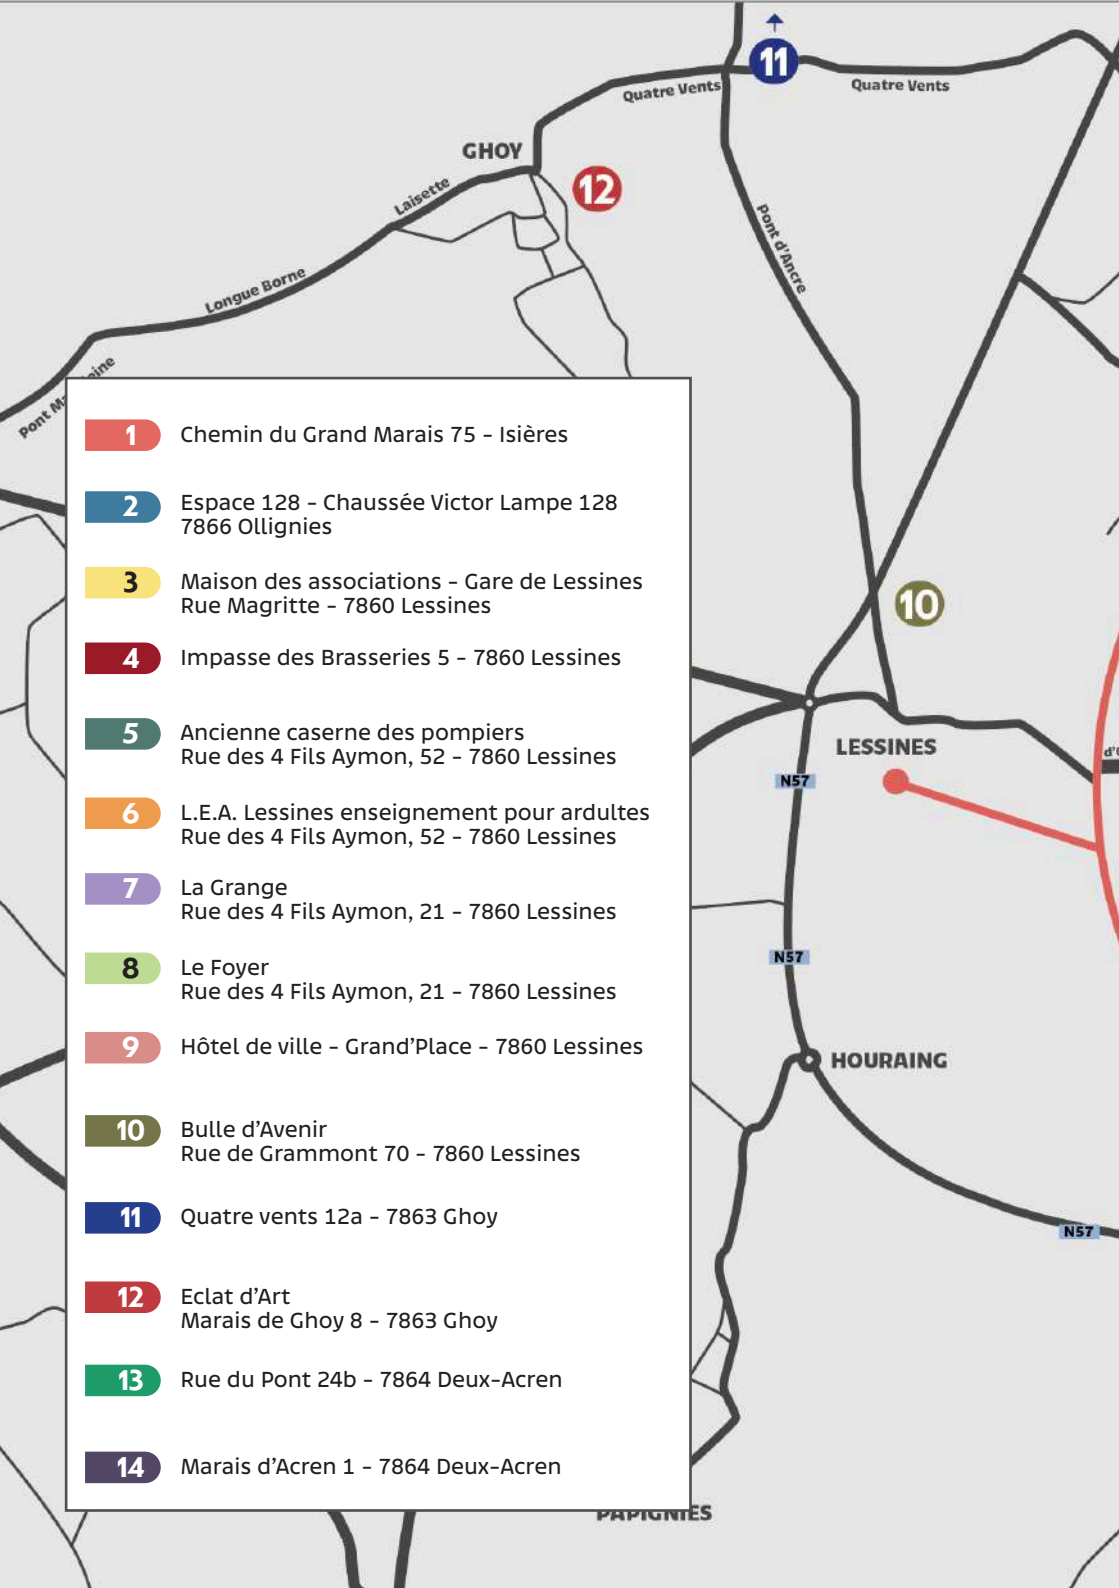 11
Quatre Vents
Quatre Vents
GHOY
12
Laisette
Pont d'Ancre
Longue Borne
Pont
1 Chemin du Grand Marais 75 - Isières
2 Espace 128 - Chaussée Victor Lampe 128
7866 Ollignies
3 Maison des associations - Gare de Lessines
Rue Magritte - 7860 Lessines
4 Impasse des Brasseries 5 - 7860 Lessines
5 Ancienne caserne des pompiers
Rue des 4 Fils Aymon, 52 - 7860 Lessines
6 L.E.A. Lessines enseignement pour ardultes
Rue des 4 Fils Aymon, 52 - 7860 Lessines
7 La Grange
Rue des 4 Fils Aymon, 21 - 7860 Lessines
8 Le Foyer
Rue des 4 Fils Aymon, 21 - 7860 Lessines
9 Hôtel de ville - Grand'Place - 7860 Lessines
10 Bulle d'Avenir
Rue de Grammont 70 - 7860 Lessines
11 Quatre vents 12a - 7863 Ghoy
12 Eclat d'Art
Marais de Ghoy 8 - 7863 Ghoy
13 Rue du Pont 24b - 7864 Deux-Acren
14 Marais d'Acren 1 - 7864 Deux-Acren
10
LESSINES
N57
N57
HOURAING
N57
PAPIGNIES